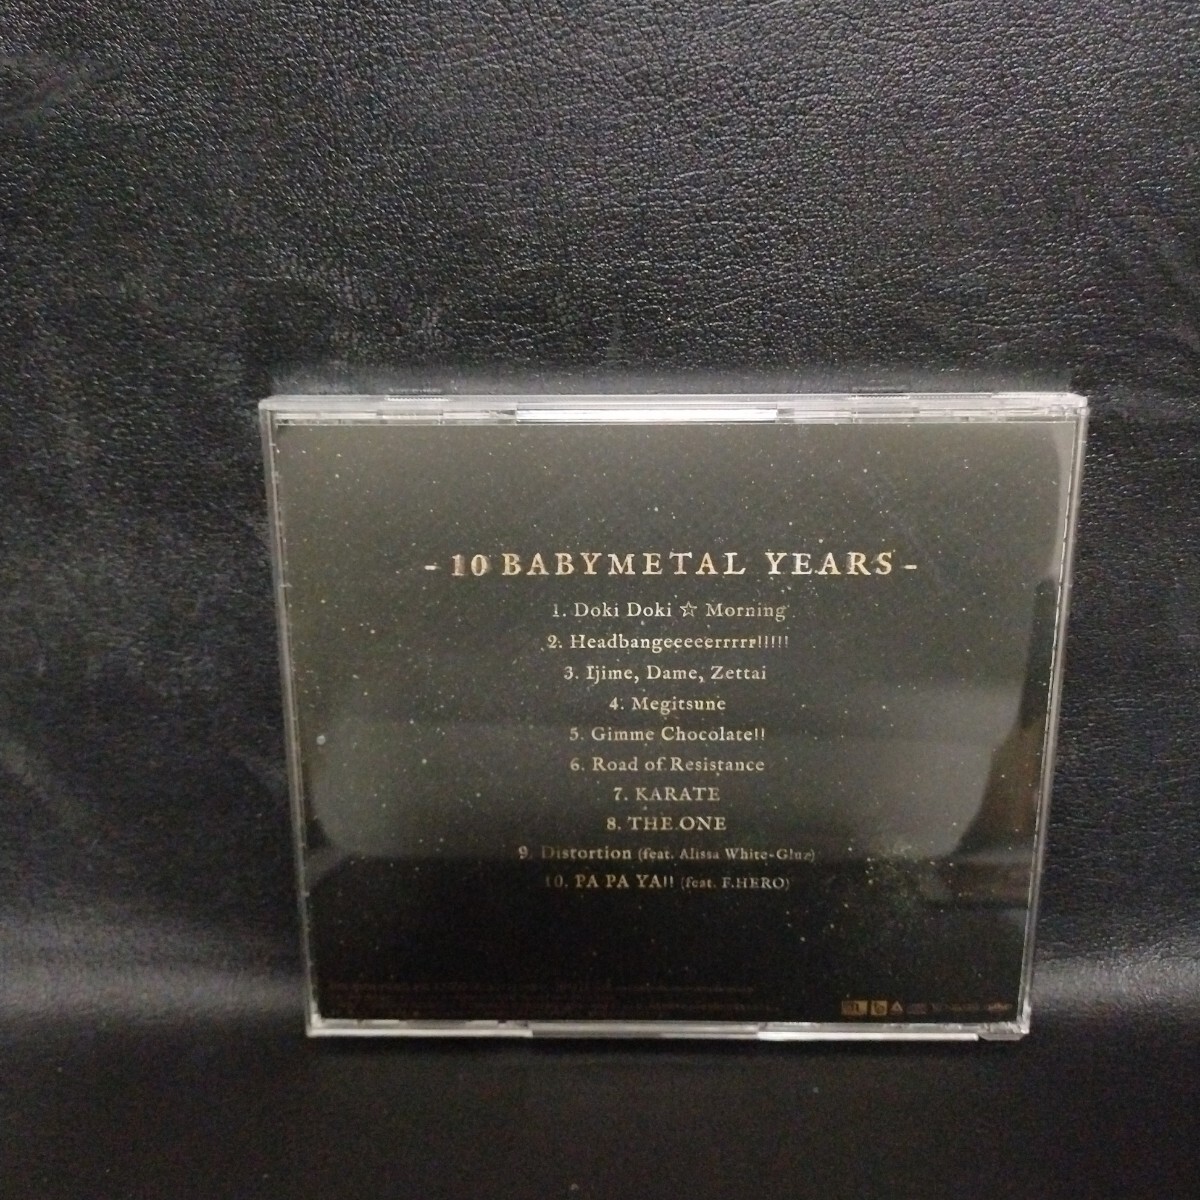 - 10 BABYMETAL YEARS -
1. Doki Doki ☆ Morning
2. Headbangeeeeerrrrr!!!!!
3. Ijime, Dame, Zettai
4. Megitsune
5. Gimme Chocolate!!
6. Road of Resistance
7. KARATE
8. THE ONE
9. Distortion (feat. Alissa White-Gluz)
10. PA PA YA!! (feat. F.HERO)